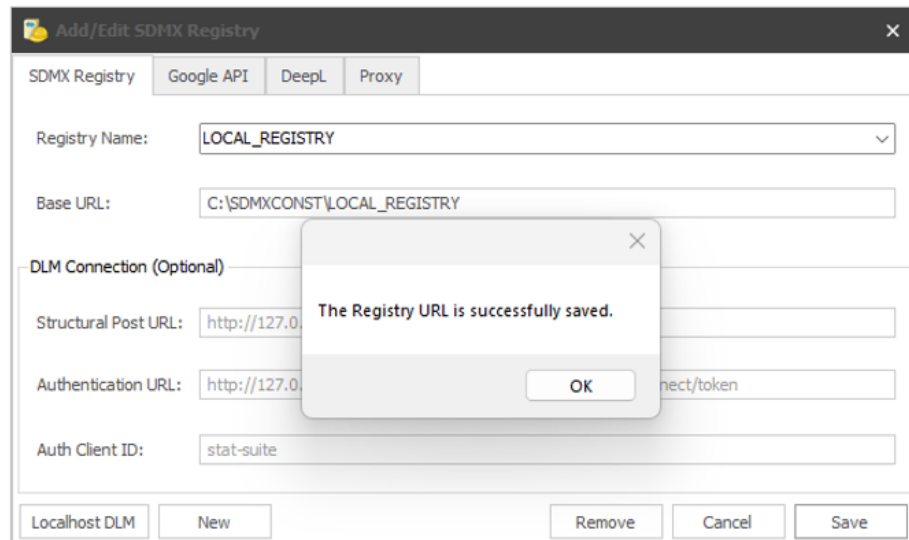 Add/Edit SDMX Registry
SDMX Registry Google API DeepL Proxy
Registry Name: LOCAL_REGISTRY
Base URL: C:\SDMXCONST\LOCAL_REGISTRY
DLM Connection (Optional)
The Registry URL is successfully saved.
OK
Structural Post URL: http://127.0.
Authentication URL: http://127.0. nect/token
Auth Client ID: stat-suite
Localhost DLM New Remove Cancel Save